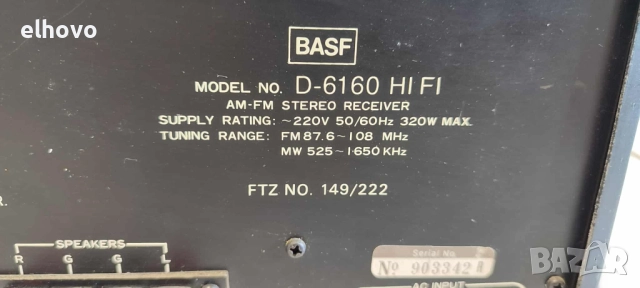 elhovo
BASF
MODEL NO. D-6160 HI FI
AM-FM STEREO RECEIVER
SUPPLY RATING: ~220V 50/60Hz 320W MAX.
TUNING RANGE: FM 87.6~108 MHz
MW 525~1650 KHz
FTZ NO. 149/222
R.
SPEAKERS
R G G L
Serial No.
№ 903342
AC INPUT
BAZAR